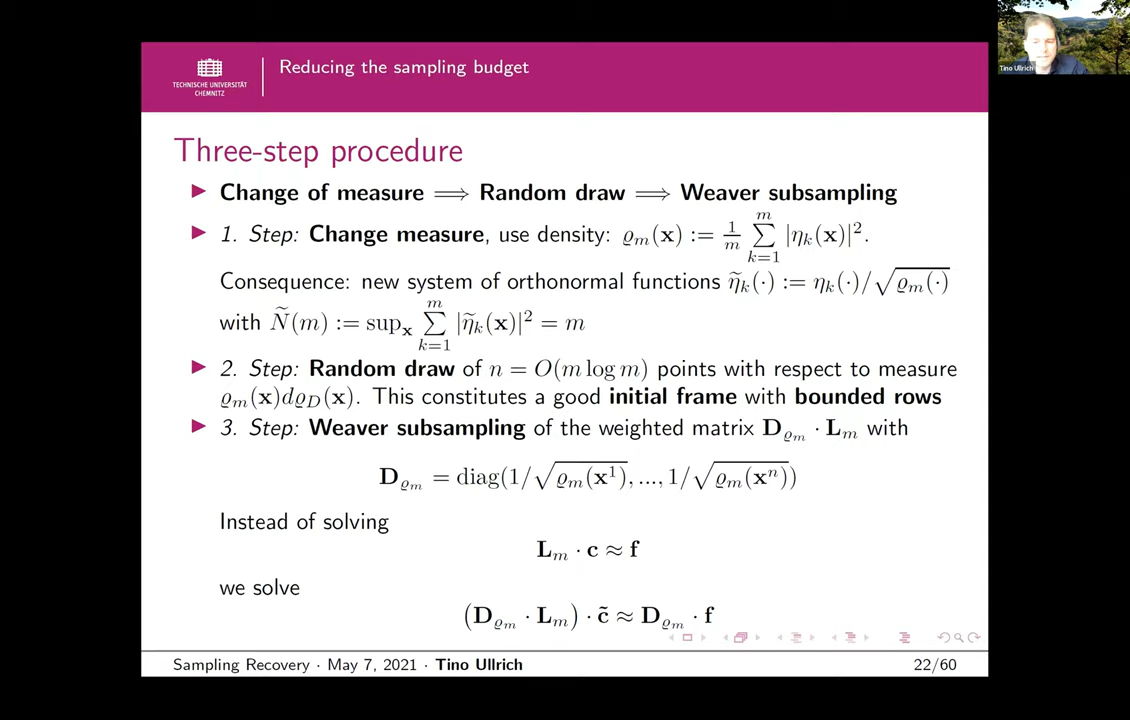 Tino Ullrich
TECHNISCHE UNIVERSITÄT
CHEMNITZ
Reducing the sampling budget
Three-step procedure
▶ Change of measure ⟹ Random draw ⟹ Weaver subsampling
▶ 1. Step: Change measure, use density: ϱ_m(x) := 1/m ∑_{k=1}^{m} |η_k(x)|².
Consequence: new system of orthonormal functions η̃_k(·) := η_k(·)/√ϱ_m(·)
with Ñ(m) := sup_x ∑_{k=1}^{m} |η̃_k(x)|² = m
▶ 2. Step: Random draw of n = O(m log m) points with respect to measure
ϱ_m(x)dϱ_D(x). This constitutes a good initial frame with bounded rows
▶ 3. Step: Weaver subsampling of the weighted matrix D_{ϱ_m} · L_m with
D_{ϱ_m} = diag(1/√ϱ_m(x¹), ..., 1/√ϱ_m(xⁿ))
Instead of solving
L_m · c ≈ f
we solve
(D_{ϱ_m} · L_m) · c̃ ≈ D_{ϱ_m} · f
Sampling Recovery · May 7, 2021 · Tino Ullrich
22/60